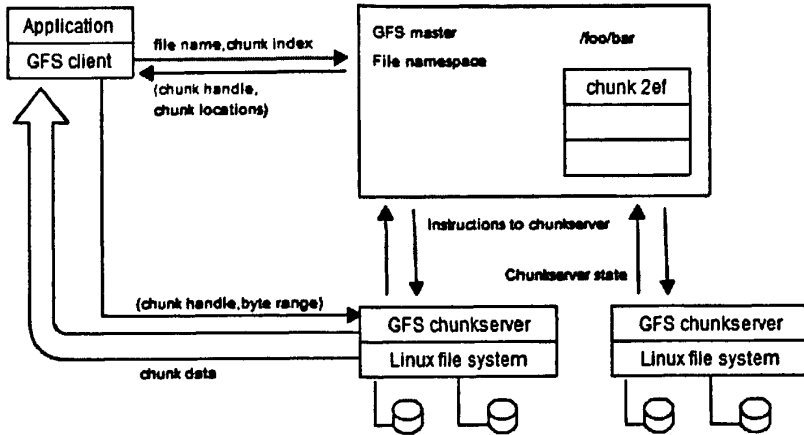 Application
GFS client
file name,chunk index
(chunk handle,
chunk locations)
GFS master
File namespace
/foo/bar
chunk 2ef
Instructions to chunkserver
Chunkserver state
(chunk handle,byte range)
chunk data
GFS chunkserver
Linux file system
GFS chunkserver
Linux file system